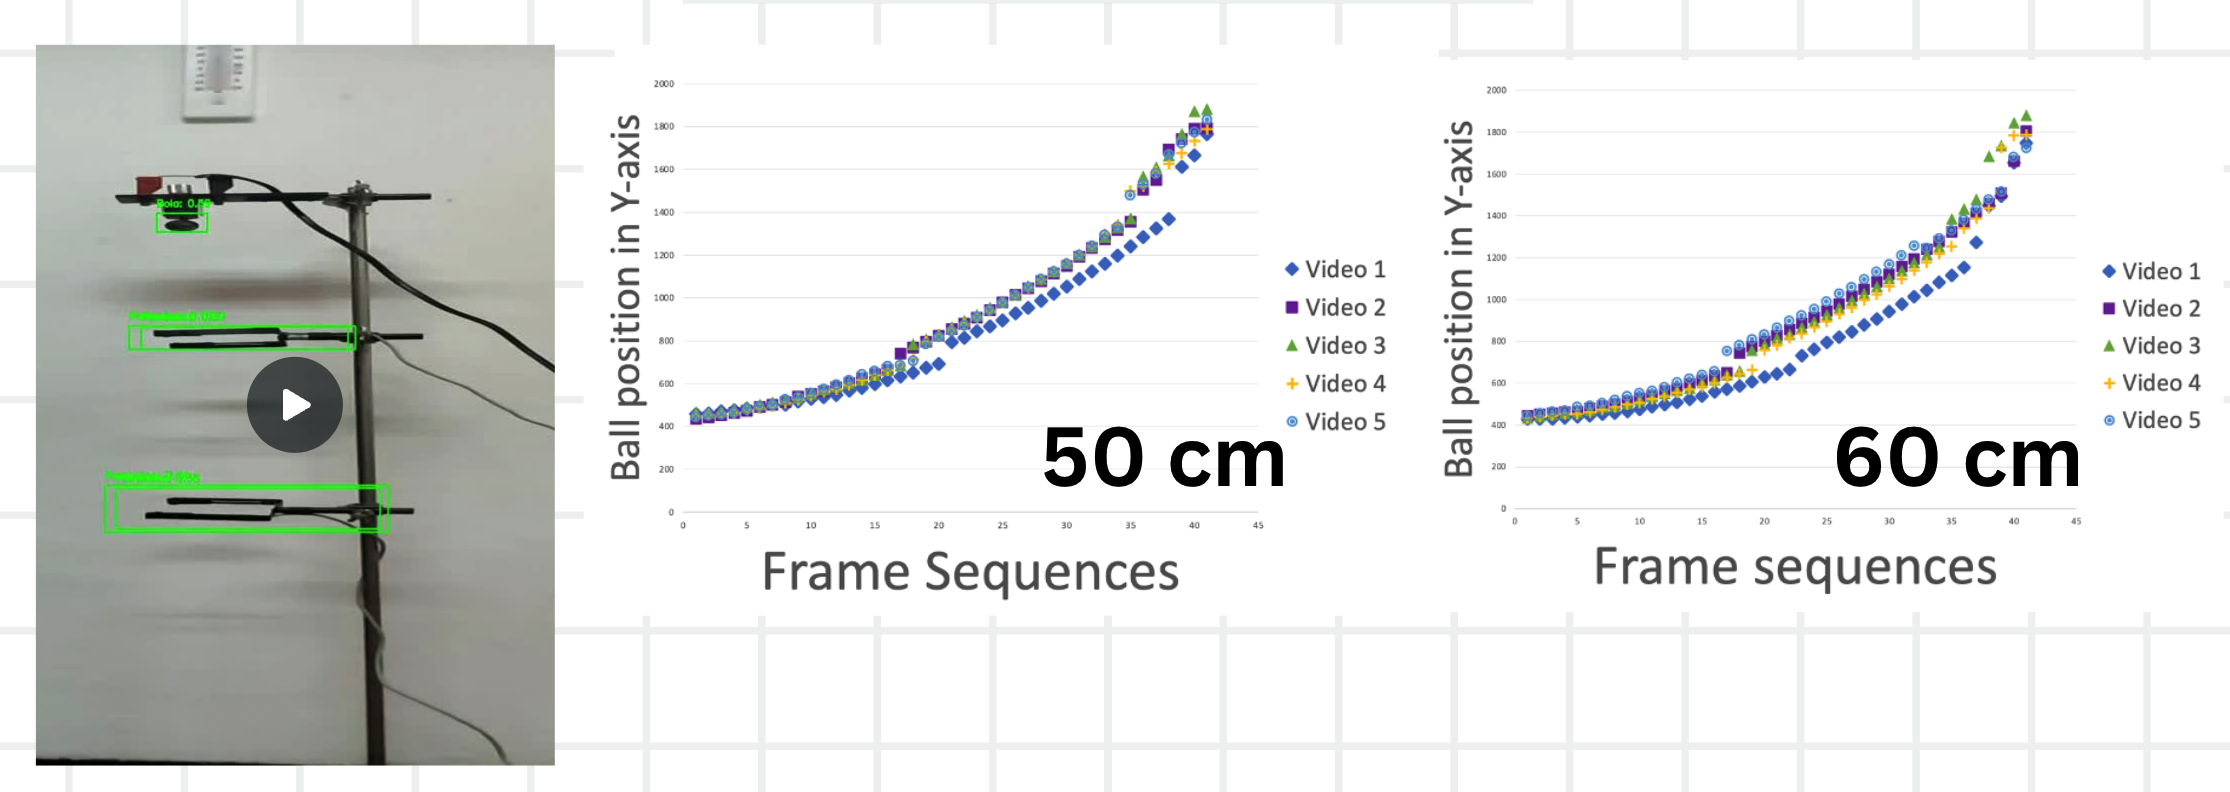 Bola: 0.
2000
1800
1600
1400
1200
1000
800
600
400
200
0
0 5 10 15 20 25 30 35 40 45
Ball position in Y-axis
Frame Sequences
Video 1
Video 2
Video 3
Video 4
Video 5
50 cm
2000
1800
1600
1400
1200
1000
800
600
400
200
0
0 5 10 15 20 25 30 35 40 45
Ball position in Y-axis
Frame sequences
Video 1
Video 2
Video 3
Video 4
Video 5
60 cm